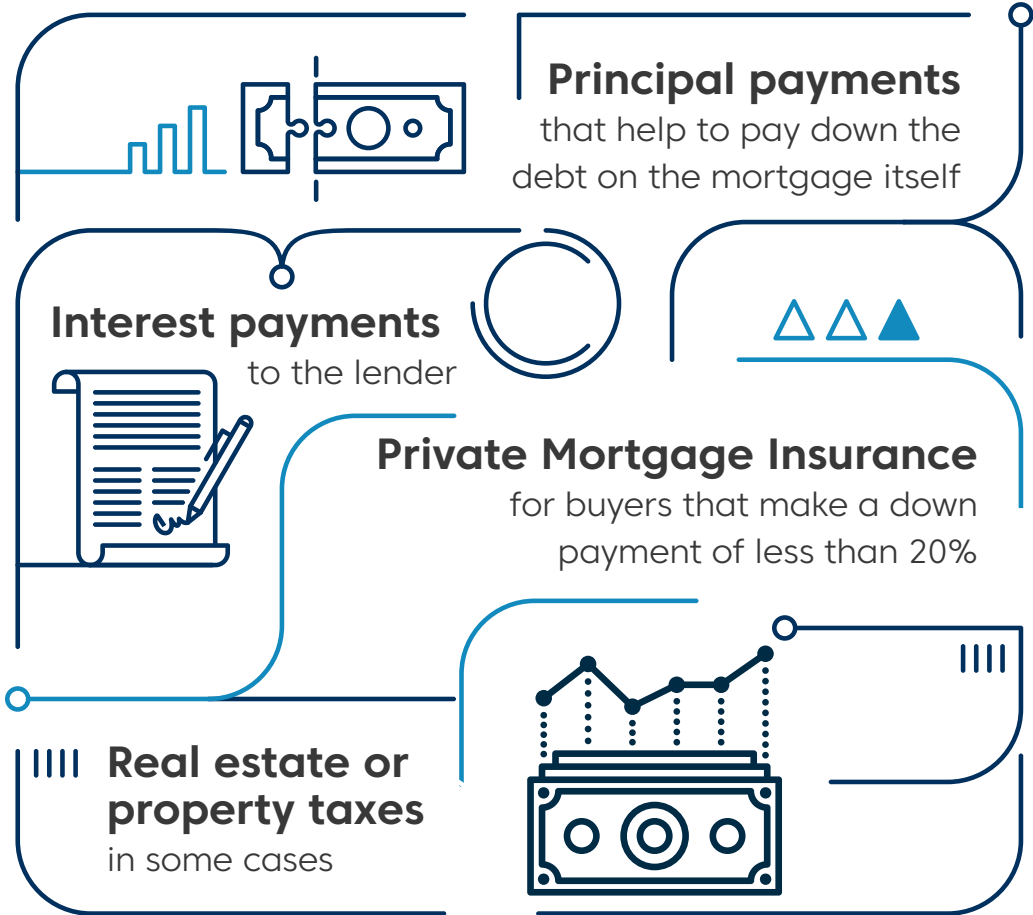 Principal payments
that help to pay down the
debt on the mortgage itself
Interest payments
to the lender
Private Mortgage Insurance
for buyers that make a down
payment of less than 20%
Real estate or
property taxes
in some cases